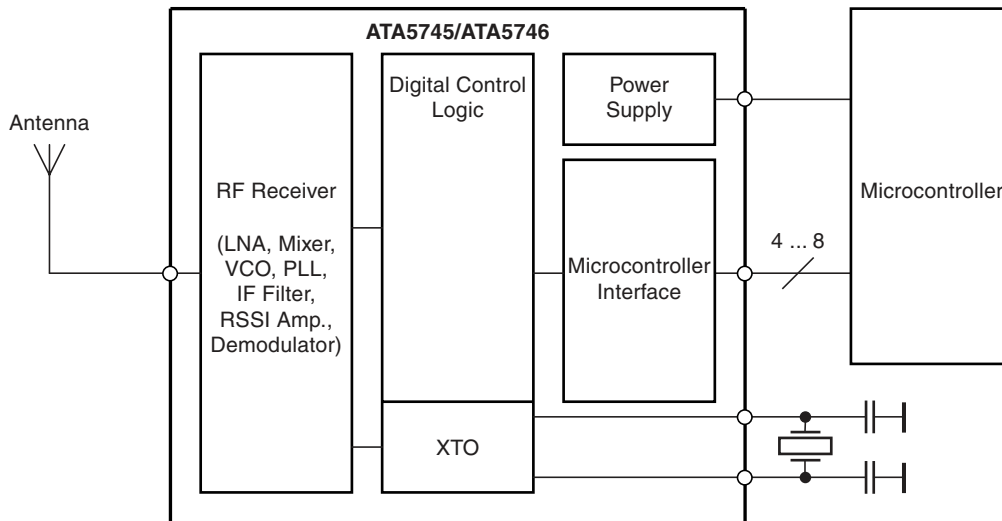 ATA5745/ATA5746
Antenna
RF Receiver
(LNA, Mixer,
VCO, PLL,
IF Filter,
RSSI Amp.,
Demodulator)
Digital Control
Logic
XTO
Power
Supply
Microcontroller
Interface
4 ... 8
Microcontroller